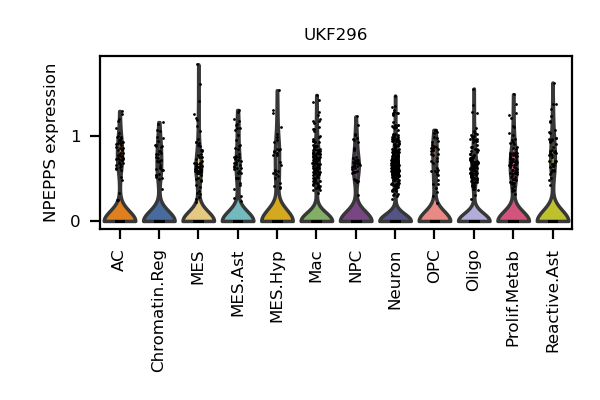 UKF296
NPEPPS expression
1
0
AC
Chromatin.Reg
MES
MES.Ast
MES.Hyp
Mac
NPC
Neuron
OPC
Oligo
Prolif.Metab
Reactive.Ast